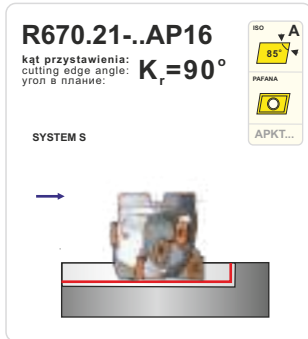 R670.21-..AP16
kąt przystawienia:
cutting edge angle:
угол в плане:
Kr=90°
ISO
A
85°
PAFANA
APKT...
SYSTEM S